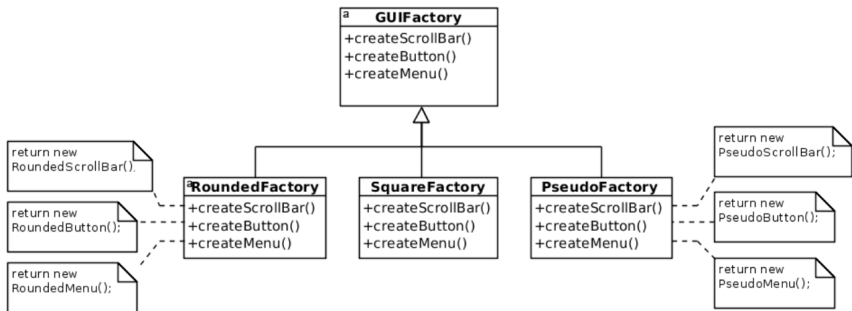 a
GUIFactory
+createScrollBar()
+createButton()
+createMenu()
return new
RoundedScrollBar().
return new
RoundedButton();
return new
RoundedMenu();
a
RoundedFactory
+createScrollBar()
+createButton()
+createMenu()
SquareFactory
+createScrollBar()
+createButton()
+createMenu()
PseudoFactory
+createScrollBar()
+createButton()
+createMenu()
return new
PseudoScrollBar();
return new
PseudoButton();
return new
PseudoMenu();